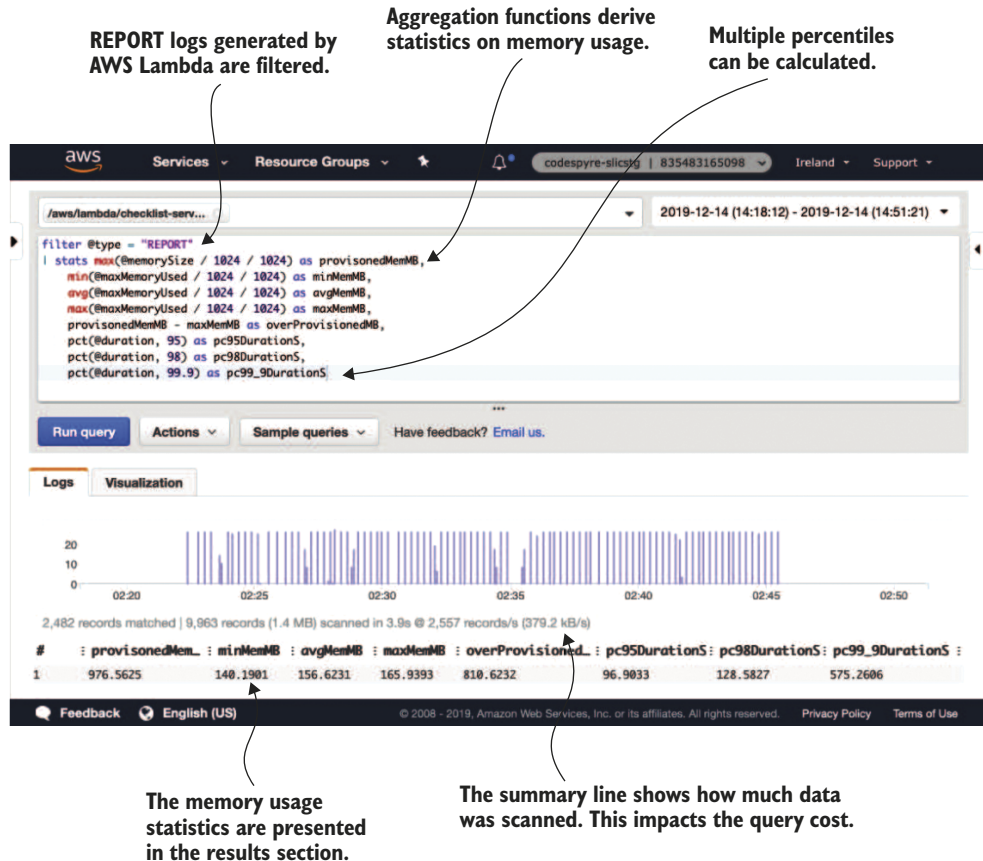 REPORT logs generated by
AWS Lambda are filtered.
Aggregation functions derive
statistics on memory usage.
Multiple percentiles
can be calculated.
aws
Services
Resource Groups
codespyre-slicstg | 835483165098
Ireland
Support
/aws/lambda/checklist-serv...
2019-12-14 (14:18:12) - 2019-12-14 (14:51:21)
filter @type = "REPORT"
| stats max(@memorySize / 1024 / 1024) as provisonedMemMB,
min(@maxMemoryUsed / 1024 / 1024) as minMemMB,
avg(@maxMemoryUsed / 1024 / 1024) as avgMemMB,
max(@maxMemoryUsed / 1024 / 1024) as maxMemMB,
provisonedMemMB - maxMemMB as overProvisionedMB,
pct(@duration, 95) as pc95DurationS,
pct(@duration, 98) as pc98DurationS,
pct(@duration, 99.9) as pc99_9DurationS
Run query
Actions
Sample queries
Have feedback? Email us.
Logs
Visualization
20
10
0
02:20 02:25 02:30 02:35 02:40 02:45 02:50
2,482 records matched | 9,963 records (1.4 MB) scanned in 3.9s @ 2,557 records/s (379.2 kB/s)
# : provisonedMem… : minMemMB : avgMemMB : maxMemMB : overProvisioned… : pc95DurationS : pc98DurationS : pc99_9DurationS :
1 976.5625 140.1901 156.6231 165.9393 810.6232 96.9033 128.5827 575.2606
Feedback
English (US)
© 2008 - 2019, Amazon Web Services, Inc. or its affiliates. All rights reserved.
Privacy Policy
Terms of Use
The memory usage
statistics are presented
in the results section.
The summary line shows how much data
was scanned. This impacts the query cost.